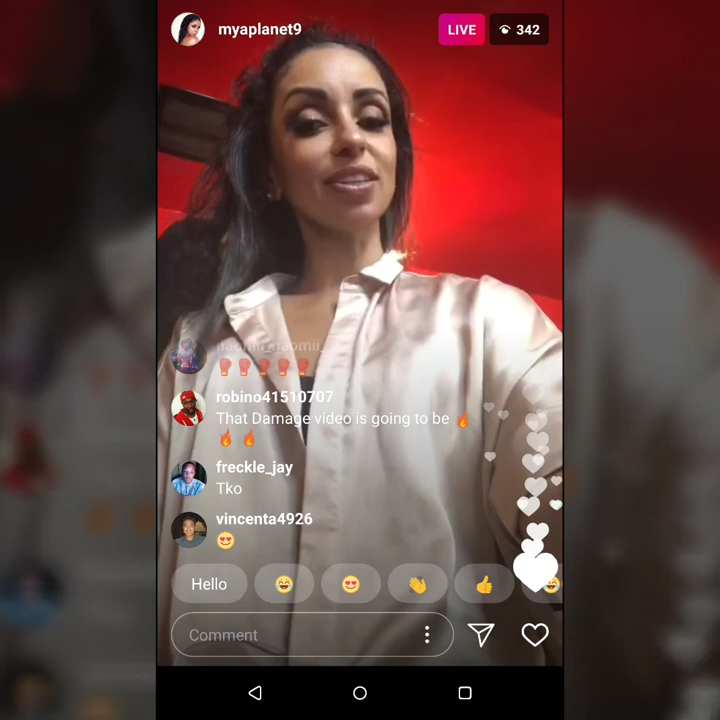 myaplanet9
LIVE
342
robino41510707
That Damage video is going to be
freckle_jay
Tko
vincenta4926
Hello
Comment